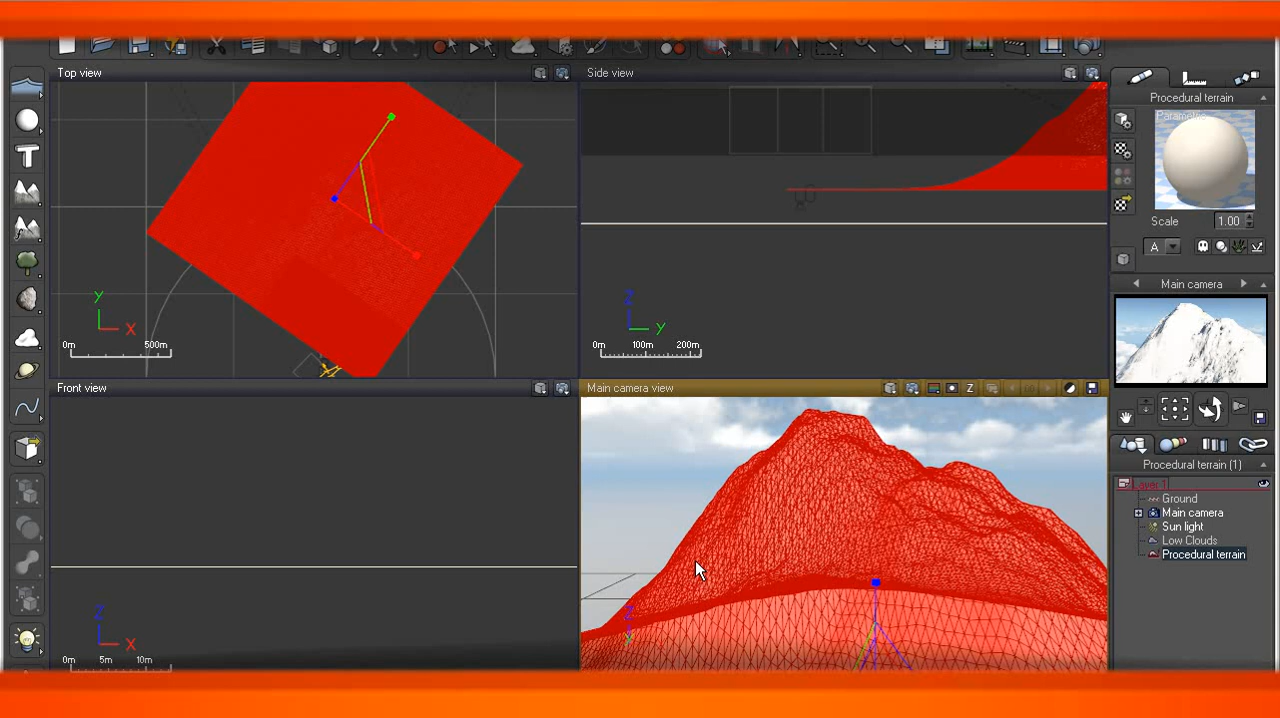 Top view
Side view
Procedural terrain
Y
X
0m 500m
Z
Y
0m 100m 200m
Scale 1.00
A
Main camera
Front view
Main camera view
Z
Z
X
0m 5m 10m
Z
Procedural terrain (1)
Layer 1
Ground
Main camera
Sun light
Low Clouds
Procedural terrain